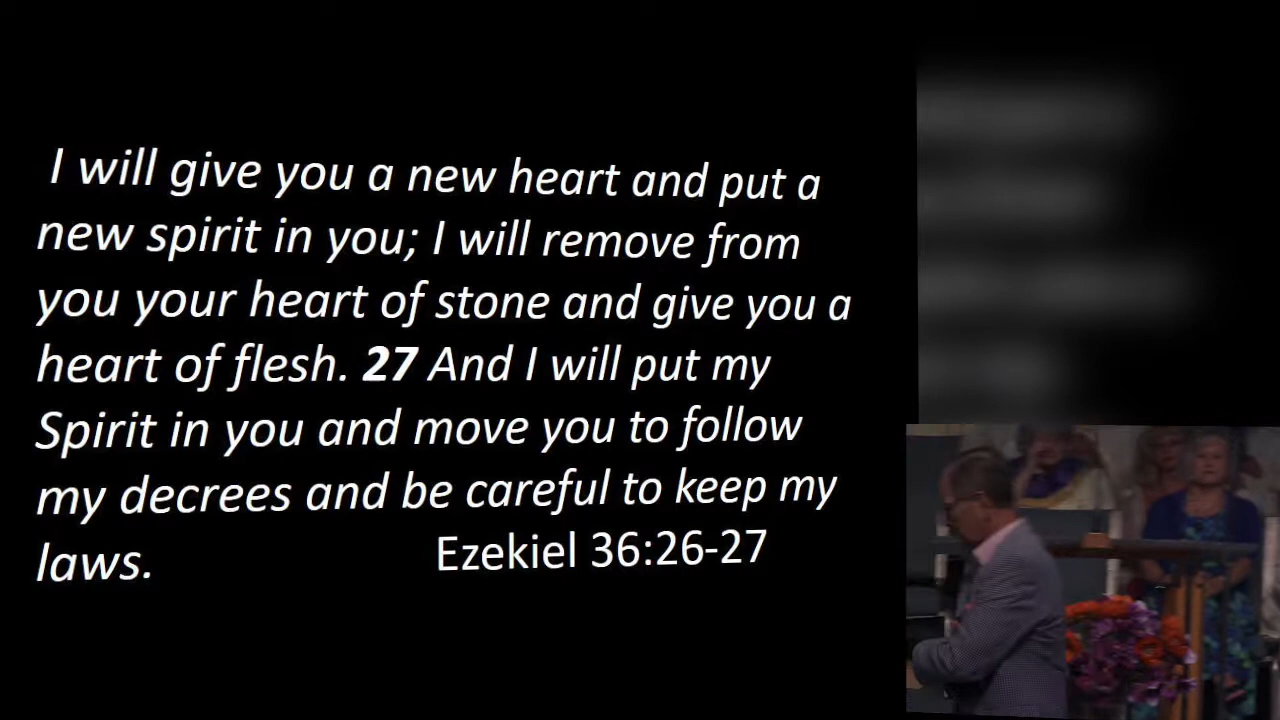 I will give you a new heart and put a
new spirit in you; I will remove from
you your heart of stone and give you a
heart of flesh. 27 And I will put my
Spirit in you and move you to follow
my decrees and be careful to keep my
laws. Ezekiel 36:26-27